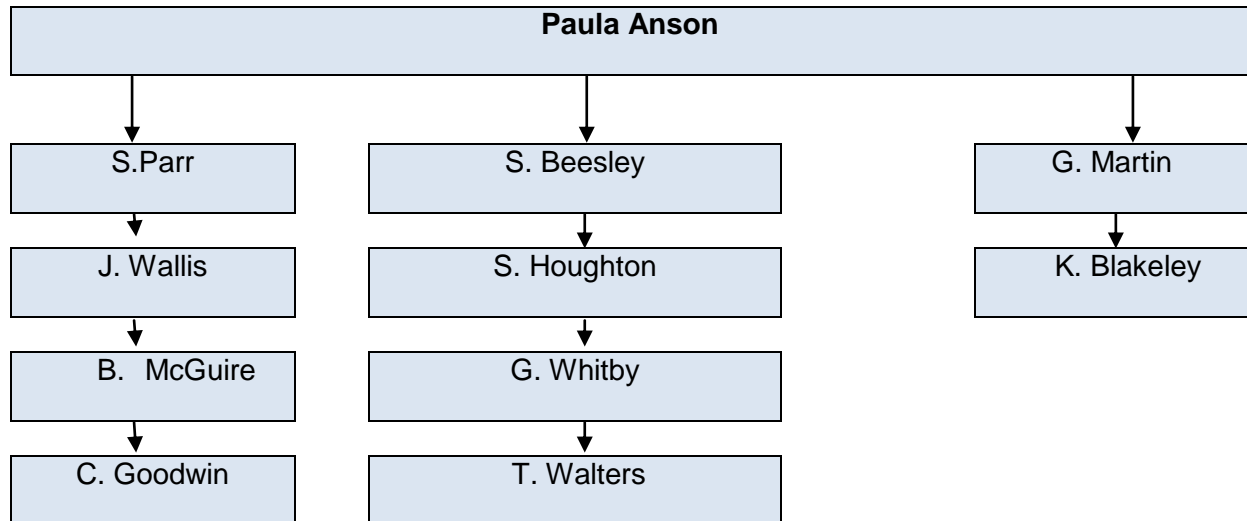 Paula Anson
S.Parr
S. Beesley
G. Martin
J. Wallis
S. Houghton
K. Blakeley
B. McGuire
G. Whitby
C. Goodwin
T. Walters